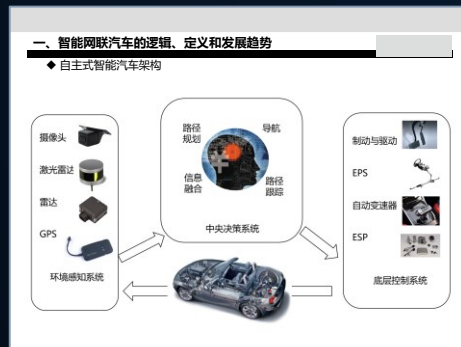 一、智能网联汽车的逻辑、定义和发展趋势
◆ 自主式智能汽车架构
摄像头
激光雷达
雷达
GPS
环境感知系统
路径
规划
导航
信息
融合
路径
跟踪
中央决策系统
制动与驱动
EPS
自动变速器
ESP
底层控制系统